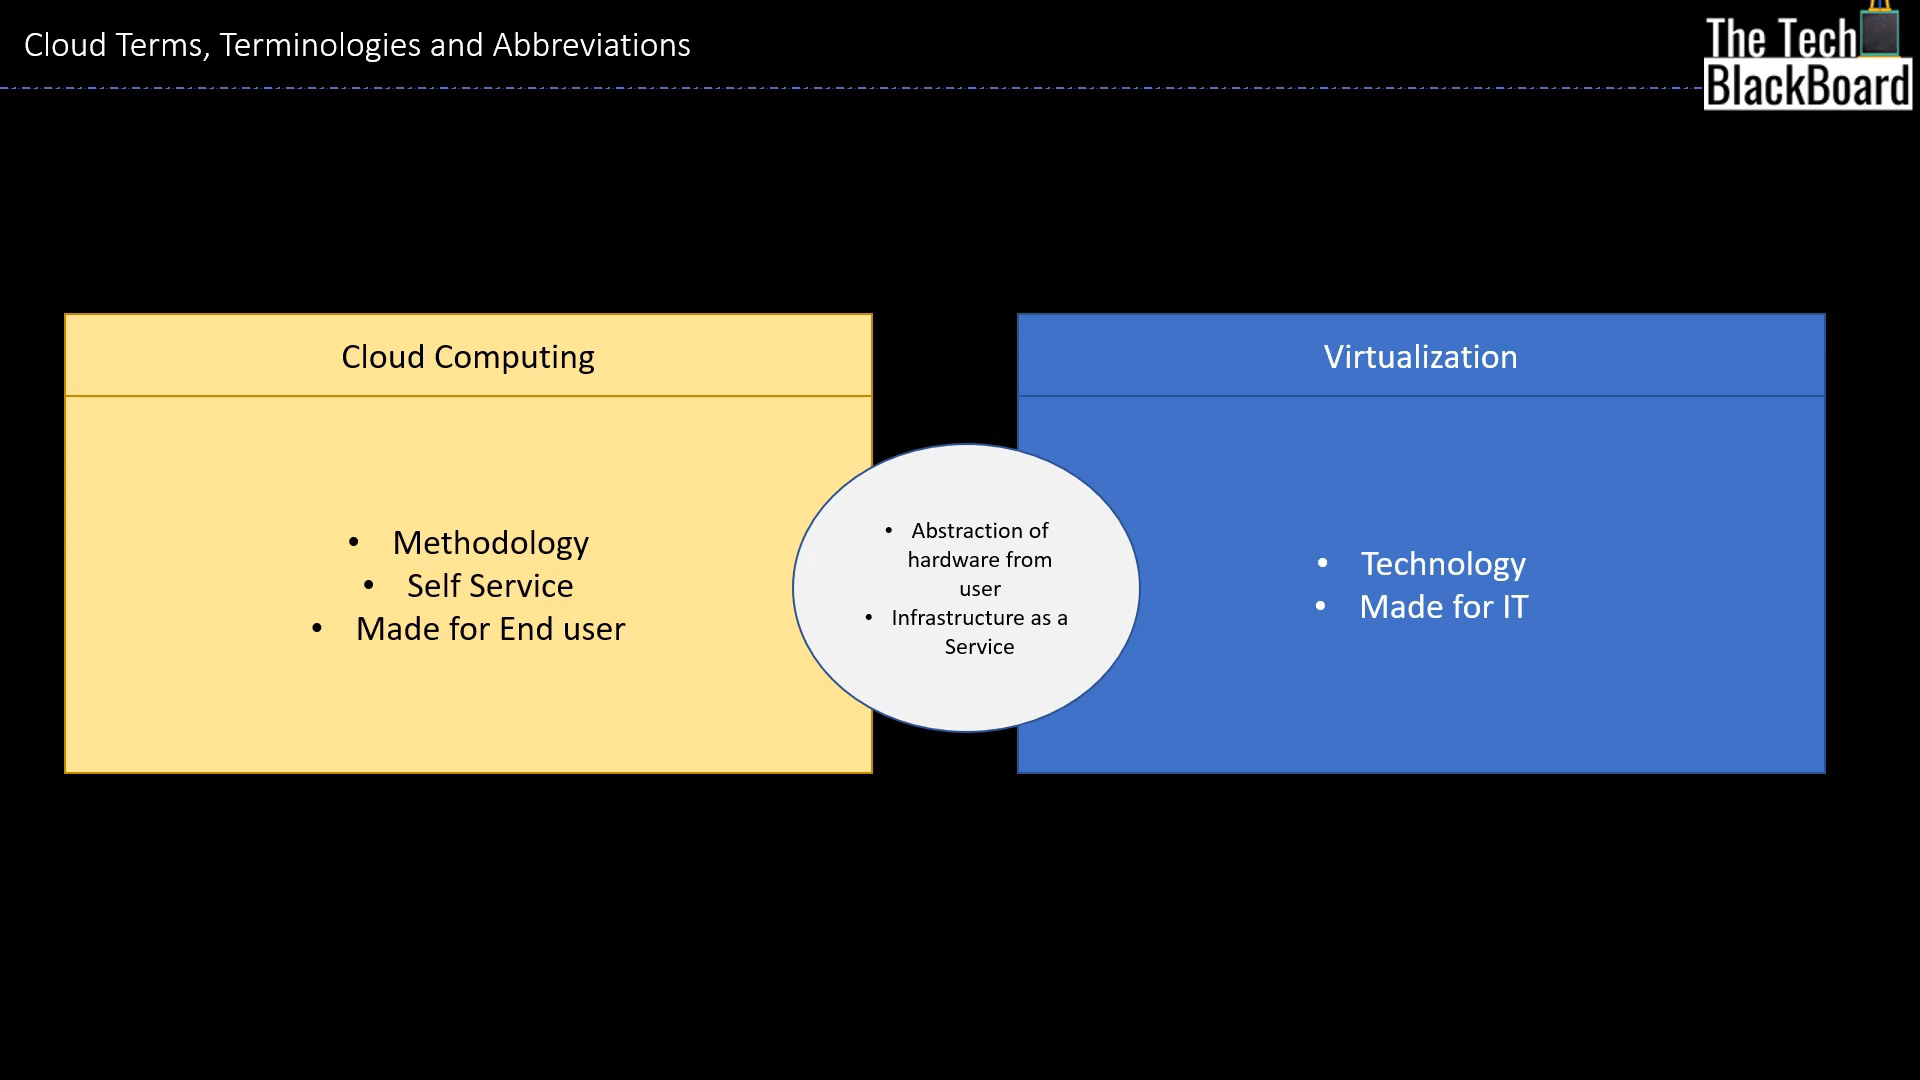 Cloud Terms, Terminologies and Abbreviations
The Tech
BlackBoard
Cloud Computing
• Methodology
• Self Service
• Made for End user
• Abstraction of
hardware from
user
• Infrastructure as a
Service
Virtualization
• Technology
• Made for IT